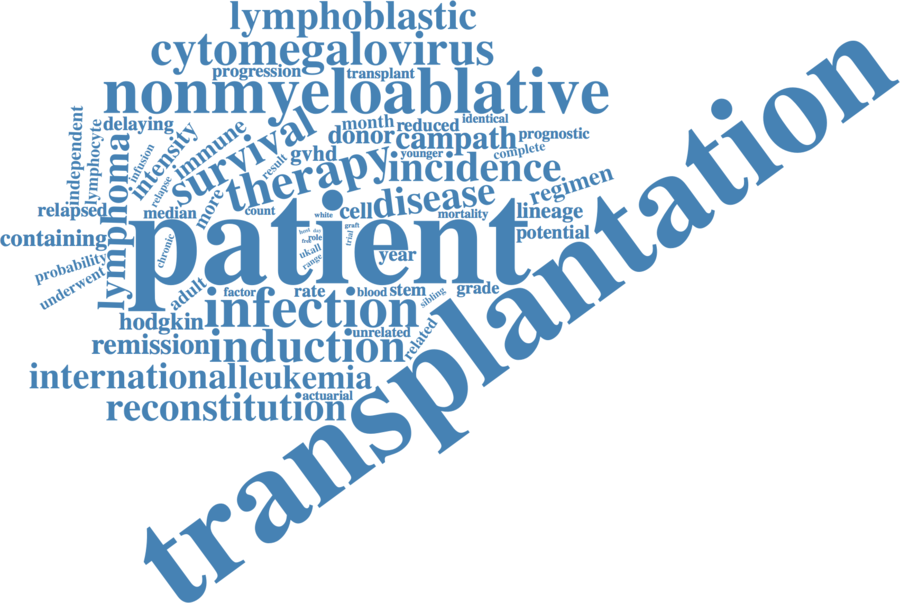 lymphoblastic
cytomegalovirus
progression
transplant
nonmyeloablative
identical
independent
lymphocyte
delaying
month
reduced
donor
campath
prognostic
infusion
intensity
immune
survival
result
gvhd
younger
complete
lymphoma
relapse
therapy
incidence
regimen
relapsed
median
more
count
white
cell
disease
mortality
lineage
containing
patient
chronic
host
day
role
graft
trial
ukall
range
year
potential
probability
underwent
adult
factor
rate
blood
stem
sibling
grade
hodgkin
infection
unrelated
related
remission
induction
international
leukemia
actuarial
reconstitution
transplantation